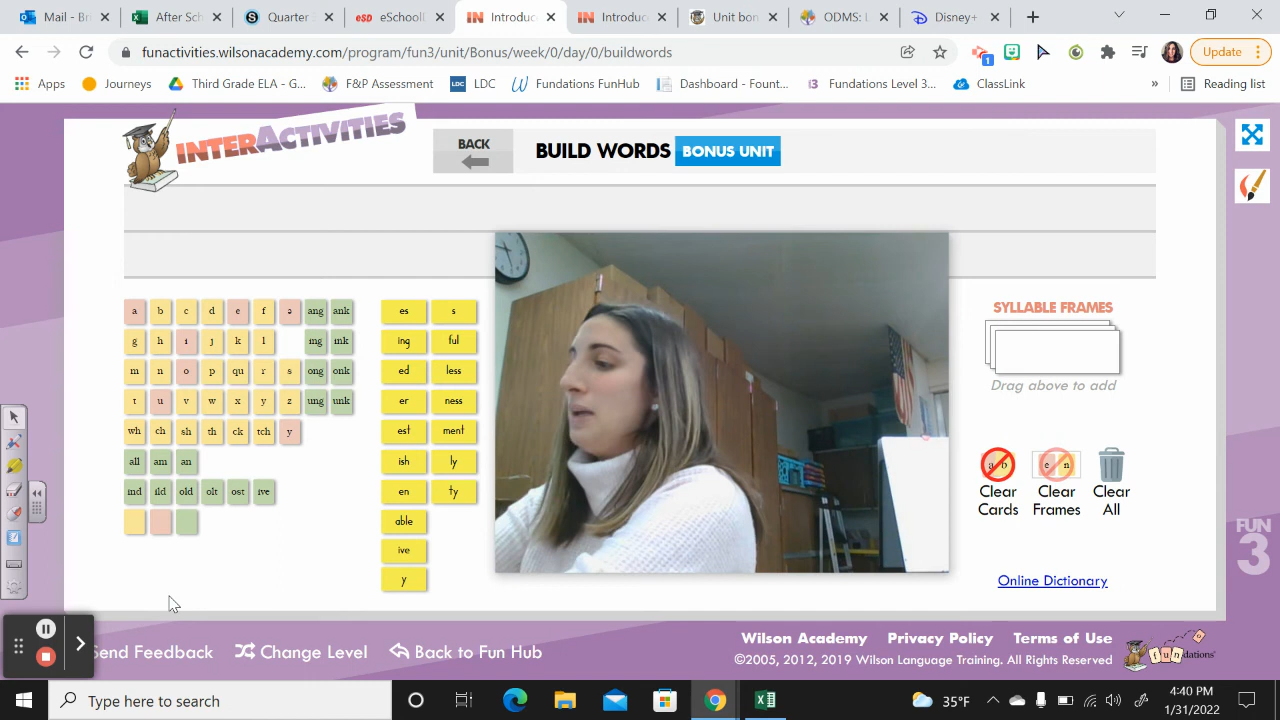 Mail - Br
After Sch
Quarter 
eSchoolD
Introduc
Introduc
Unit bon
ODMS: L
Disney+
funactivities.wilsonacademy.com/program/fun3/unit/Bonus/week/0/day/0/buildwords
1
Update
Apps
Journeys
Third Grade ELA - G...
F&P Assessment
LDC LDC
Fundations FunHub
Dashboard - Fount...
Fundations Level 3...
ClassLink
»
Reading list
INTERACTIVITIES
BACK
BUILD WORDS BONUS UNIT
a b c d e f ə ang ank es s
g h i j k l ing ink ing ful
m n o p qu r s ong onk ed less
t u v w x y z ung unk er ness
wh ch sh th ck tch y est ment
all am an ish ly
ind ild old olt ost ive en ty
able
ive
y
SYLLABLE FRAMES
Drag above to add
a b
e n
Clear Cards
Clear Frames
Clear All
Online Dictionary
FUN
3
Send Feedback
Change Level
Back to Fun Hub
Wilson Academy Privacy Policy Terms of Use
©2005, 2012, 2019 Wilson Language Training. All Rights Reserved
fundations
Type here to search
35°F
4:40 PM
1/31/2022